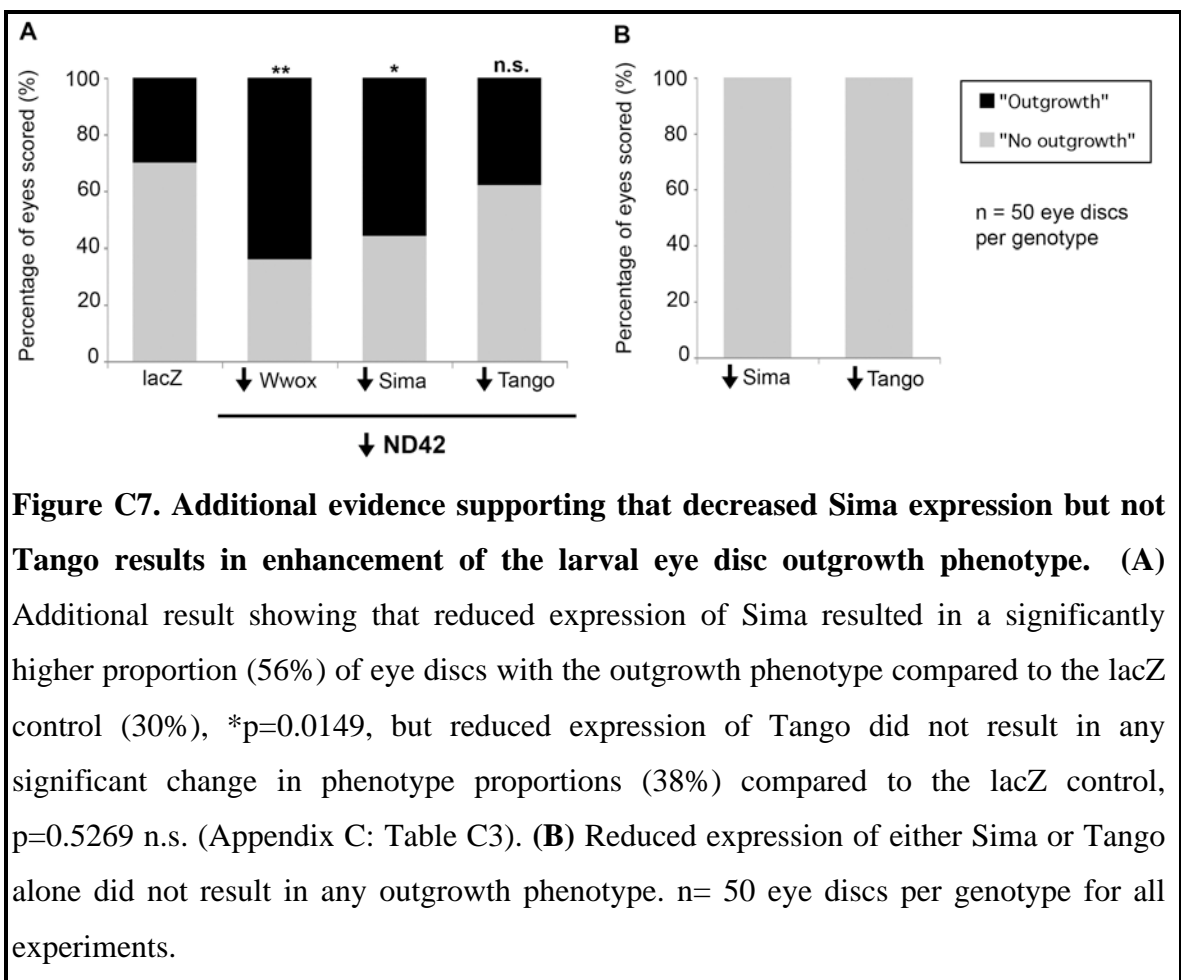 A
Percentage of eyes scored (%)
100
80
60
40
20
0
** * n.s.
lacZ ↓ Wwox ↓ Sima ↓ Tango
↓ ND42
B
Percentage of eyes scored (%)
100
80
60
40
20
0
↓ Sima ↓ Tango
"Outgrowth"
"No outgrowth"
n = 50 eye discs
per genotype
Figure C7. Additional evidence supporting that decreased Sima expression but not
Tango results in enhancement of the larval eye disc outgrowth phenotype. (A)
Additional result showing that reduced expression of Sima resulted in a significantly
higher proportion (56%) of eye discs with the outgrowth phenotype compared to the lacZ
control (30%), *p=0.0149, but reduced expression of Tango did not result in any
significant change in phenotype proportions (38%) compared to the lacZ control,
p=0.5269 n.s. (Appendix C: Table C3). (B) Reduced expression of either Sima or Tango
alone did not result in any outgrowth phenotype. n= 50 eye discs per genotype for all
experiments.